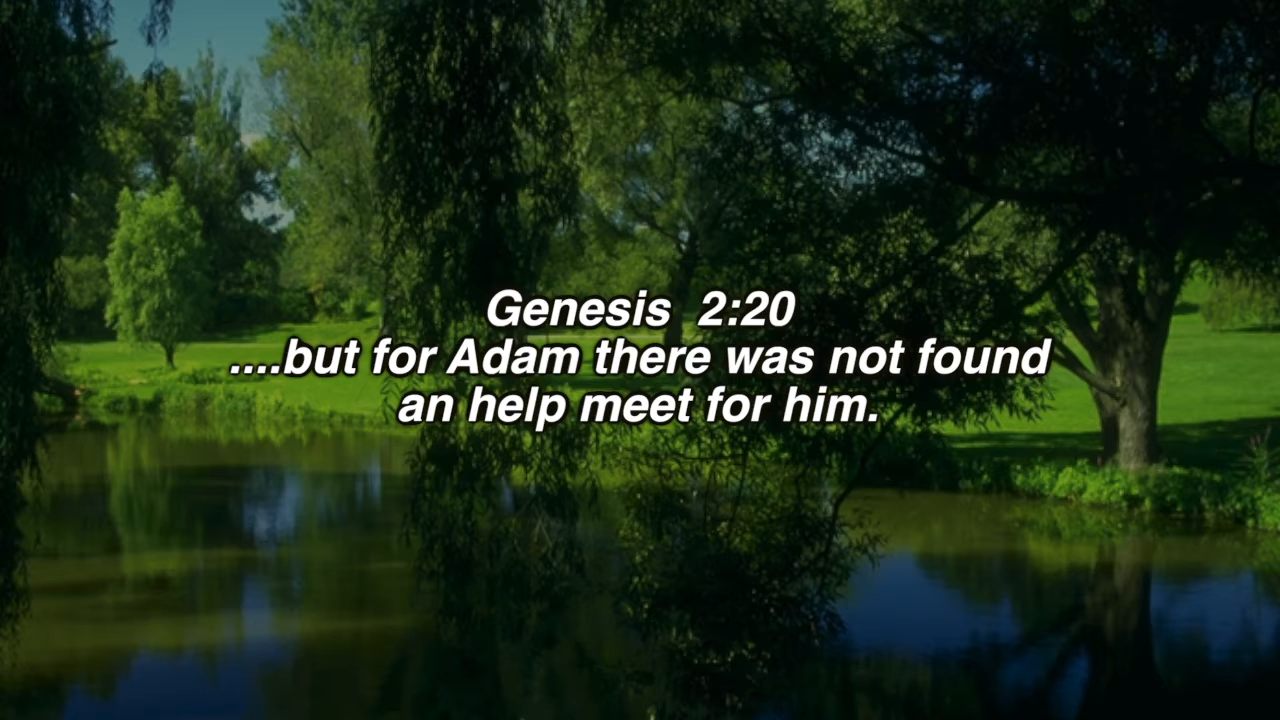 Genesis  2:20
....but for Adam there was not found
an help meet for him.